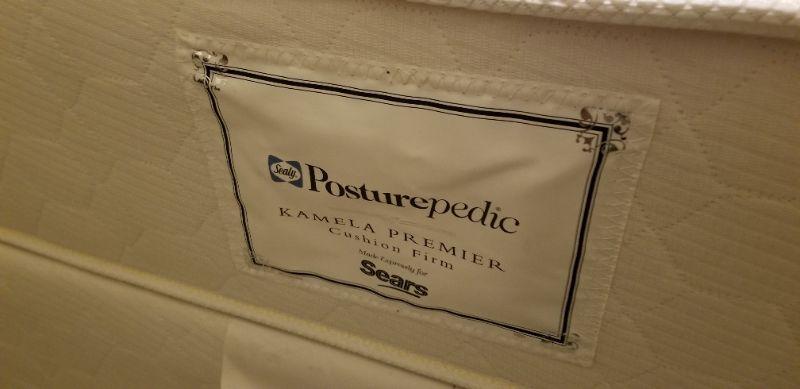 Sealy Posturepedic®
KAMELA PREMIER
Cushion Firm
Made Expressly for
Sears